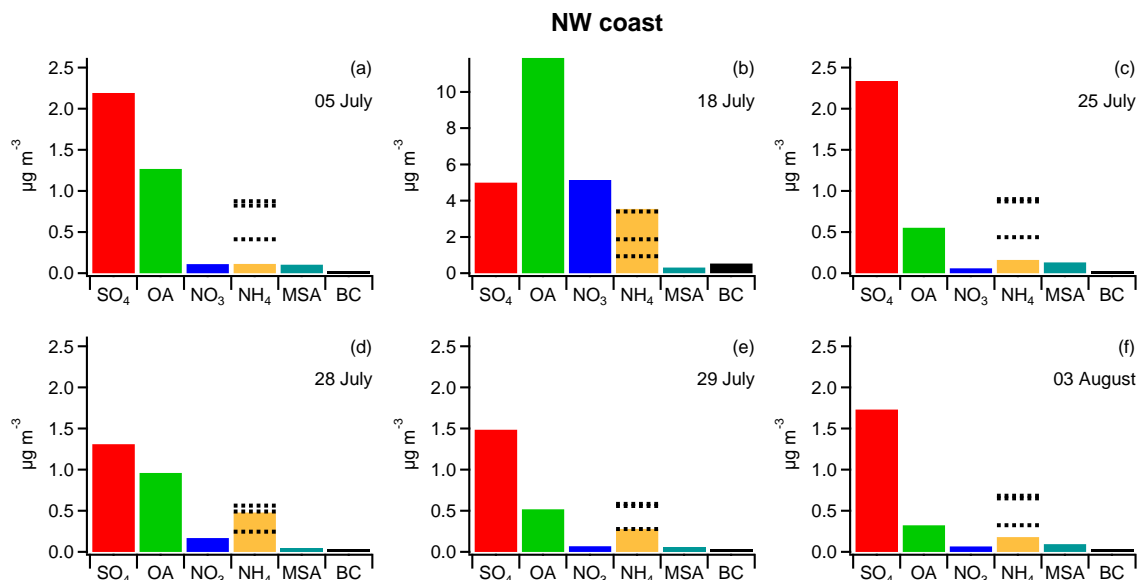 NW coast
(a)
05 July
2.5
2.0
1.5
1.0
0.5
0.0
µg m⁻³
SO₄ OA NO₃ NH₄ MSA BC
(b)
18 July
10
8
6
4
2
0
µg m⁻³
SO₄ OA NO₃ NH₄ MSA BC
(c)
25 July
2.5
2.0
1.5
1.0
0.5
0.0
µg m⁻³
SO₄ OA NO₃ NH₄ MSA BC
(d)
28 July
2.5
2.0
1.5
1.0
0.5
0.0
µg m⁻³
SO₄ OA NO₃ NH₄ MSA BC
(e)
29 July
2.5
2.0
1.5
1.0
0.5
0.0
µg m⁻³
SO₄ OA NO₃ NH₄ MSA BC
(f)
03 August
2.5
2.0
1.5
1.0
0.5
0.0
µg m⁻³
SO₄ OA NO₃ NH₄ MSA BC